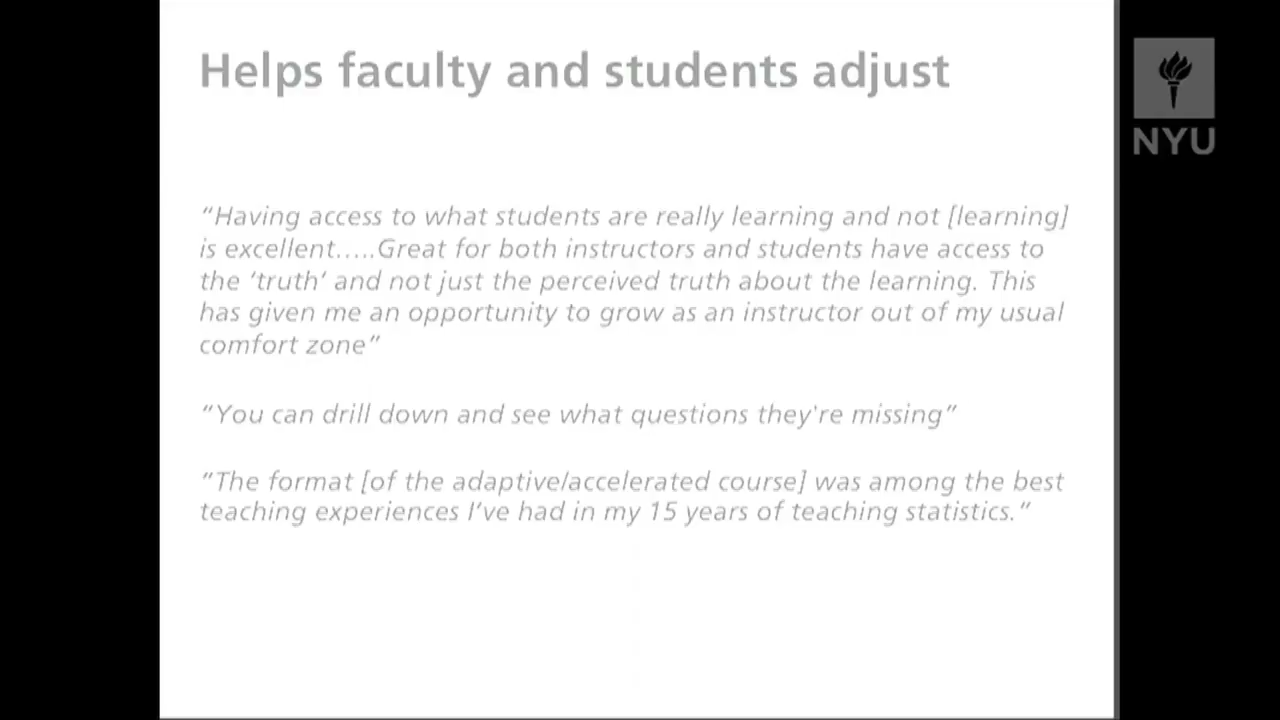 Helps faculty and students adjust
NYU
“Having access to what students are really learning and not [learning]
is excellent.....Great for both instructors and students have access to
the ‘truth’ and not just the perceived truth about the learning. This
has given me an opportunity to grow as an instructor out of my usual
comfort zone”
“You can drill down and see what questions they're missing”
“The format [of the adaptive/accelerated course] was among the best
teaching experiences I’ve had in my 15 years of teaching statistics.”